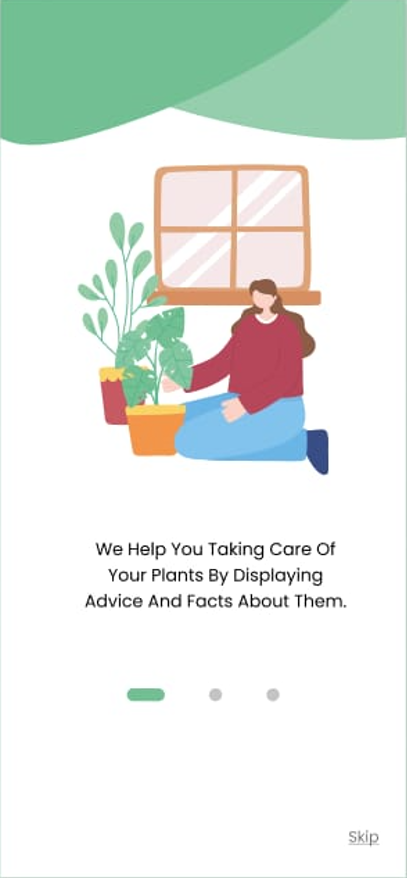 We Help You Taking Care Of
Your Plants By Displaying
Advice And Facts About Them.
Skip